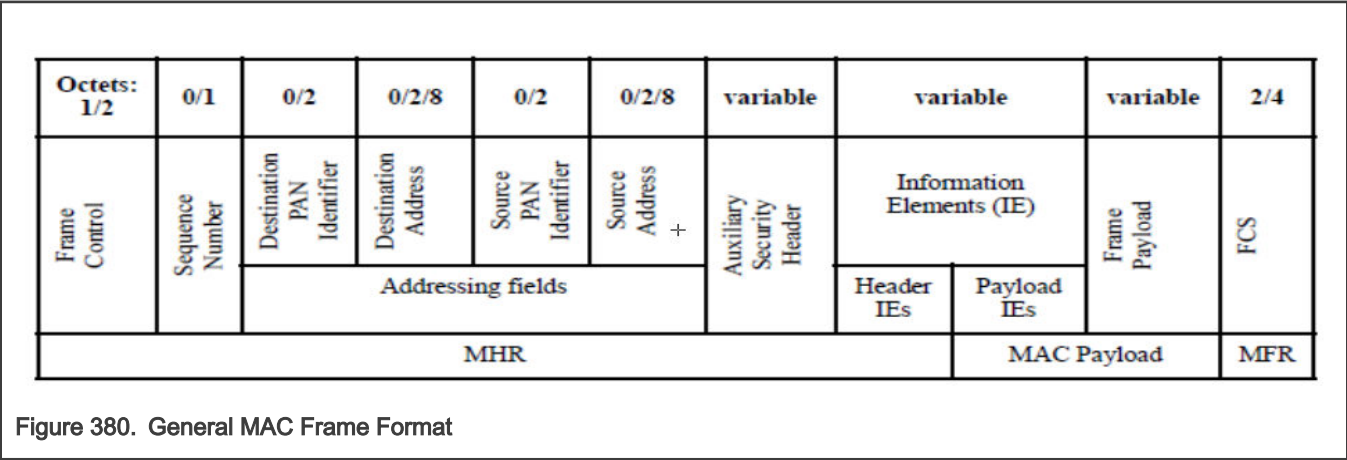 Octets:
1/2
0/1
0/2
0/2/8
0/2
0/2/8
variable
variable
variable
2/4
Frame
Control
Sequence
Number
Destination
PAN
Identifier
Destination
Address
Source
PAN
Identifier
Source
Address
Auxiliary
Security
Header
Information
Elements (IE)
Frame
Payload
FCS
Addressing fields
Header
IEs
Payload
IEs
MHR
MAC Payload
MFR
Figure 380. General MAC Frame Format